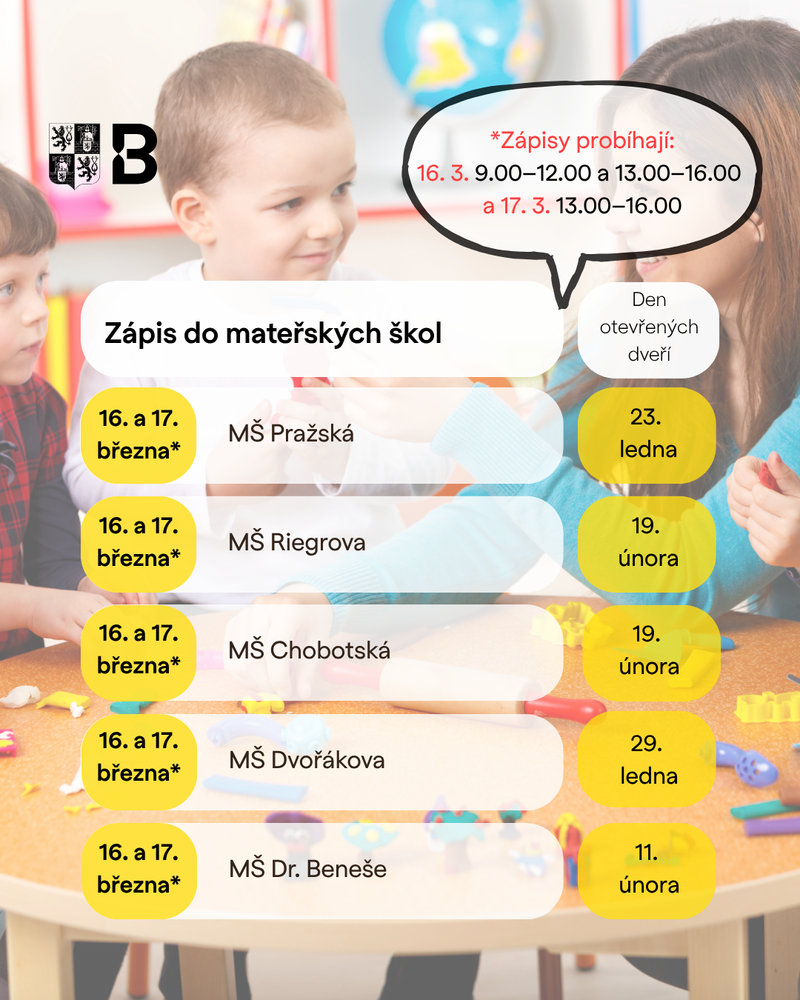 B
*Zápisy probíhají:
16. 3. 9.00–12.00 a 13.00–16.00
a 17. 3. 13.00–16.00
Zápis do mateřských škol
Den
otevřených
dveří
16. a 17.
března*
MŠ Pražská
23.
ledna
16. a 17.
března*
MŠ Riegrova
19.
února
16. a 17.
března*
MŠ Chobotská
19.
února
16. a 17.
března*
MŠ Dvořákova
29.
ledna
16. a 17.
března*
MŠ Dr. Beneše
11.
února